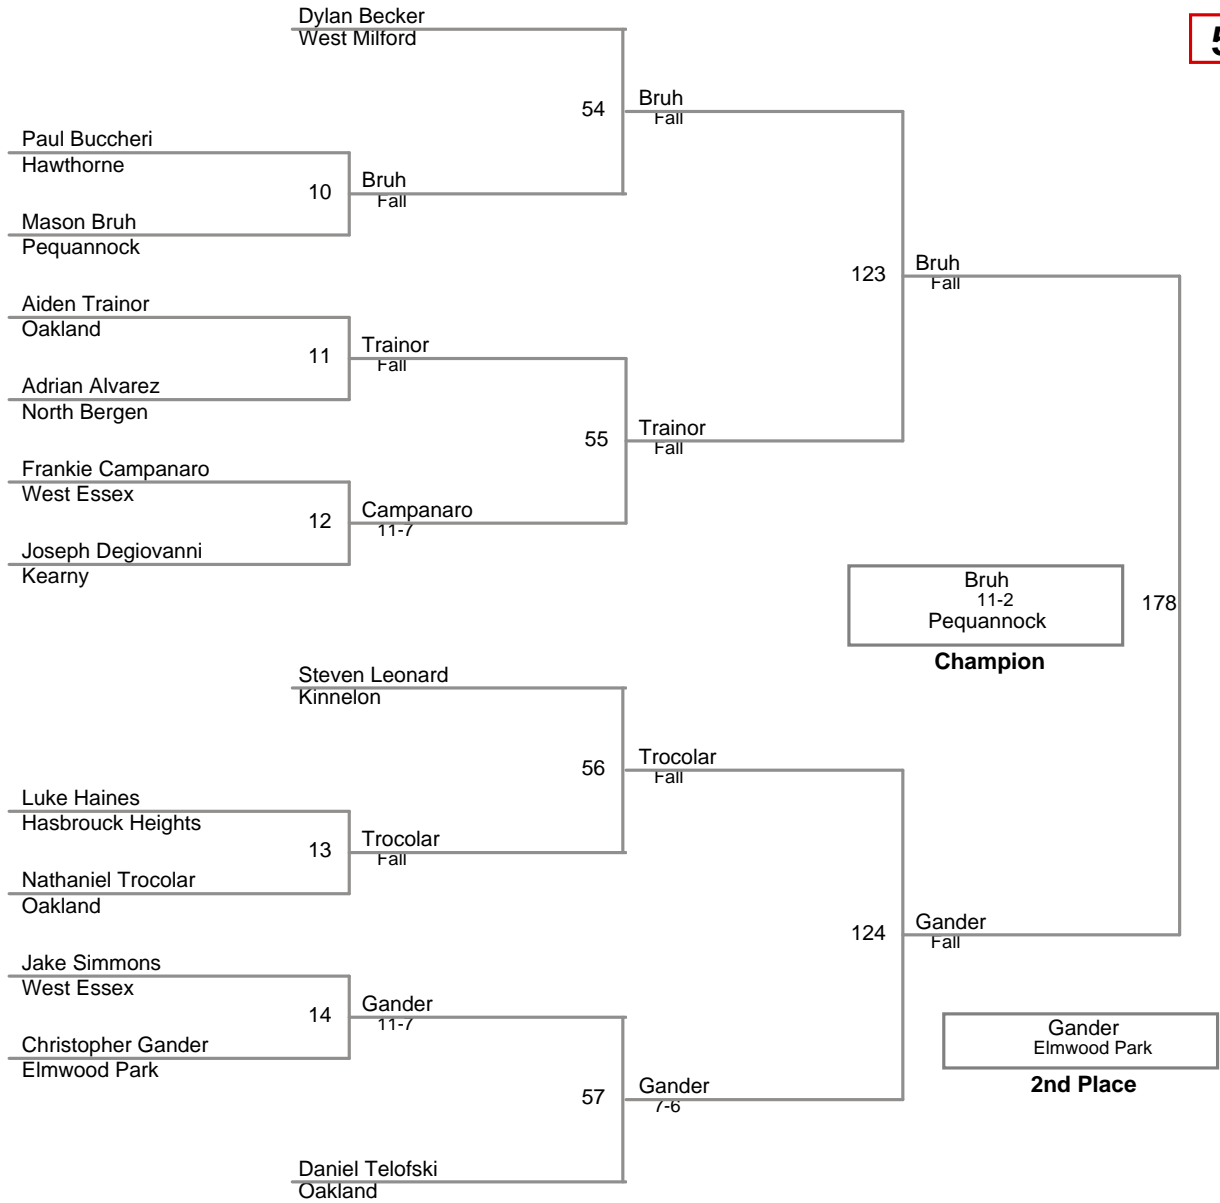 Dylan Becker
West Milford
5
54
Bruh
Fall
Paul Buccheri
Hawthorne
10
Bruh
Fall
Mason Bruh
Pequannock
123
Bruh
Fall
Aiden Trainor
Oakland
11
Trainor
Fall
Adrian Alvarez
North Bergen
55
Trainor
Fall
Frankie Campanaro
West Essex
12
Campanaro
11-7
Joseph Degiovanni
Kearny
Bruh
11-2
Pequannock
Champion
178
Steven Leonard
Kinnelon
56
Trocolar
Fall
Luke Haines
Hasbrouck Heights
13
Trocolar
Fall
Nathaniel Trocolar
Oakland
124
Gander
Fall
Jake Simmons
West Essex
14
Gander
11-7
Christopher Gander
Elmwood Park
Gander
Elmwood Park
2nd Place
57
Gander
7-6
Daniel Telofski
Oakland